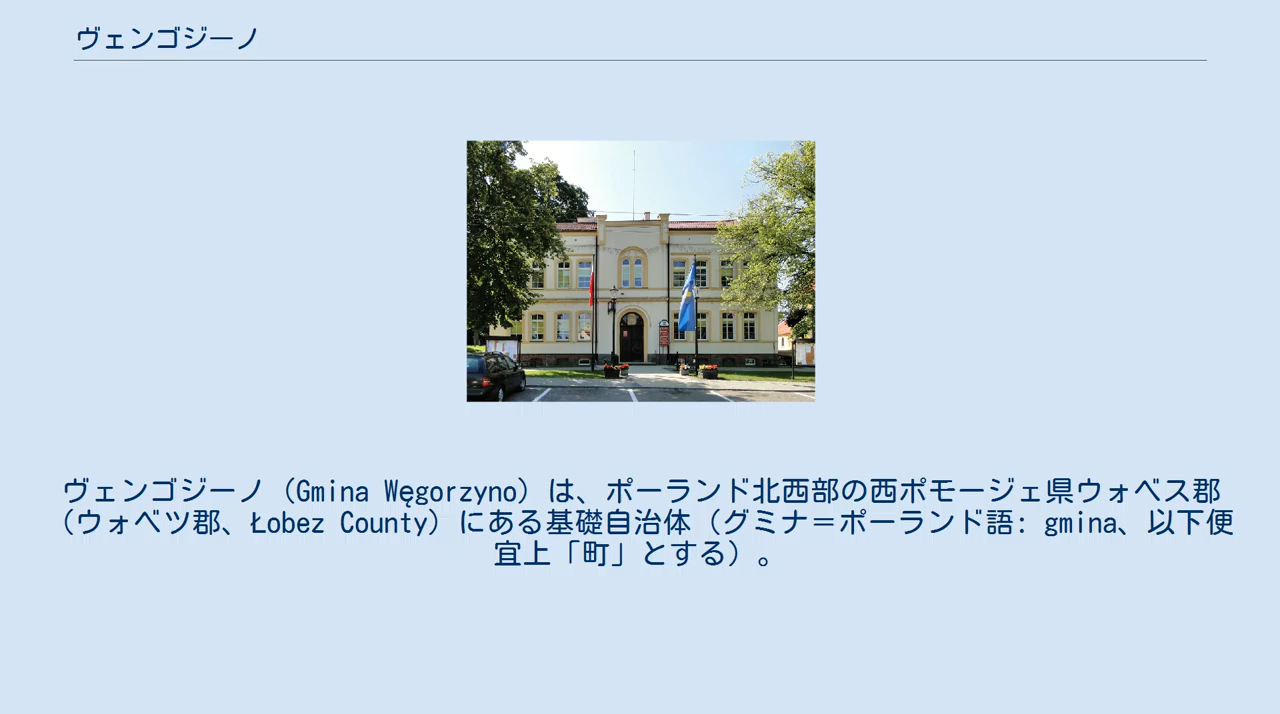 ヴェンゴジーノ
ヴェンゴジーノ（Gmina Węgorzyno）は、ポーランド北西部の西ポモージェ県ウォベス郡
（ウォベツ郡、Łobez County）にある基礎自治体（グミナ＝ポーランド語: gmina、以下便
宜上「町」とする）。